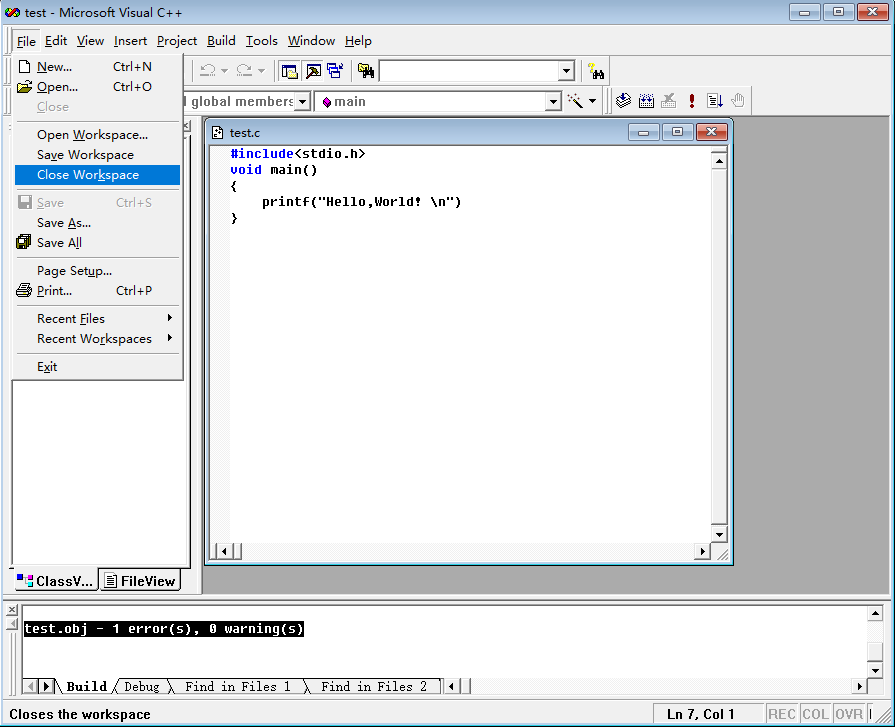 test - Microsoft Visual C++
File Edit View Insert Project Build Tools Window Help
New... Ctrl+N
Open... Ctrl+O
Close
Open Workspace...
Save Workspace
Close Workspace
Save Ctrl+S
Save As...
Save All
Page Setup...
Print... Ctrl+P
Recent Files
Recent Workspaces
Exit
l global members
main
test.c
#include<stdio.h>
void main()
{
printf("Hello,World! \n")
}
ClassV... FileView
test.obj - 1 error(s), 0 warning(s)
Build Debug Find in Files 1 Find in Files 2
Closes the workspace Ln 7, Col 1 REC COL OVR